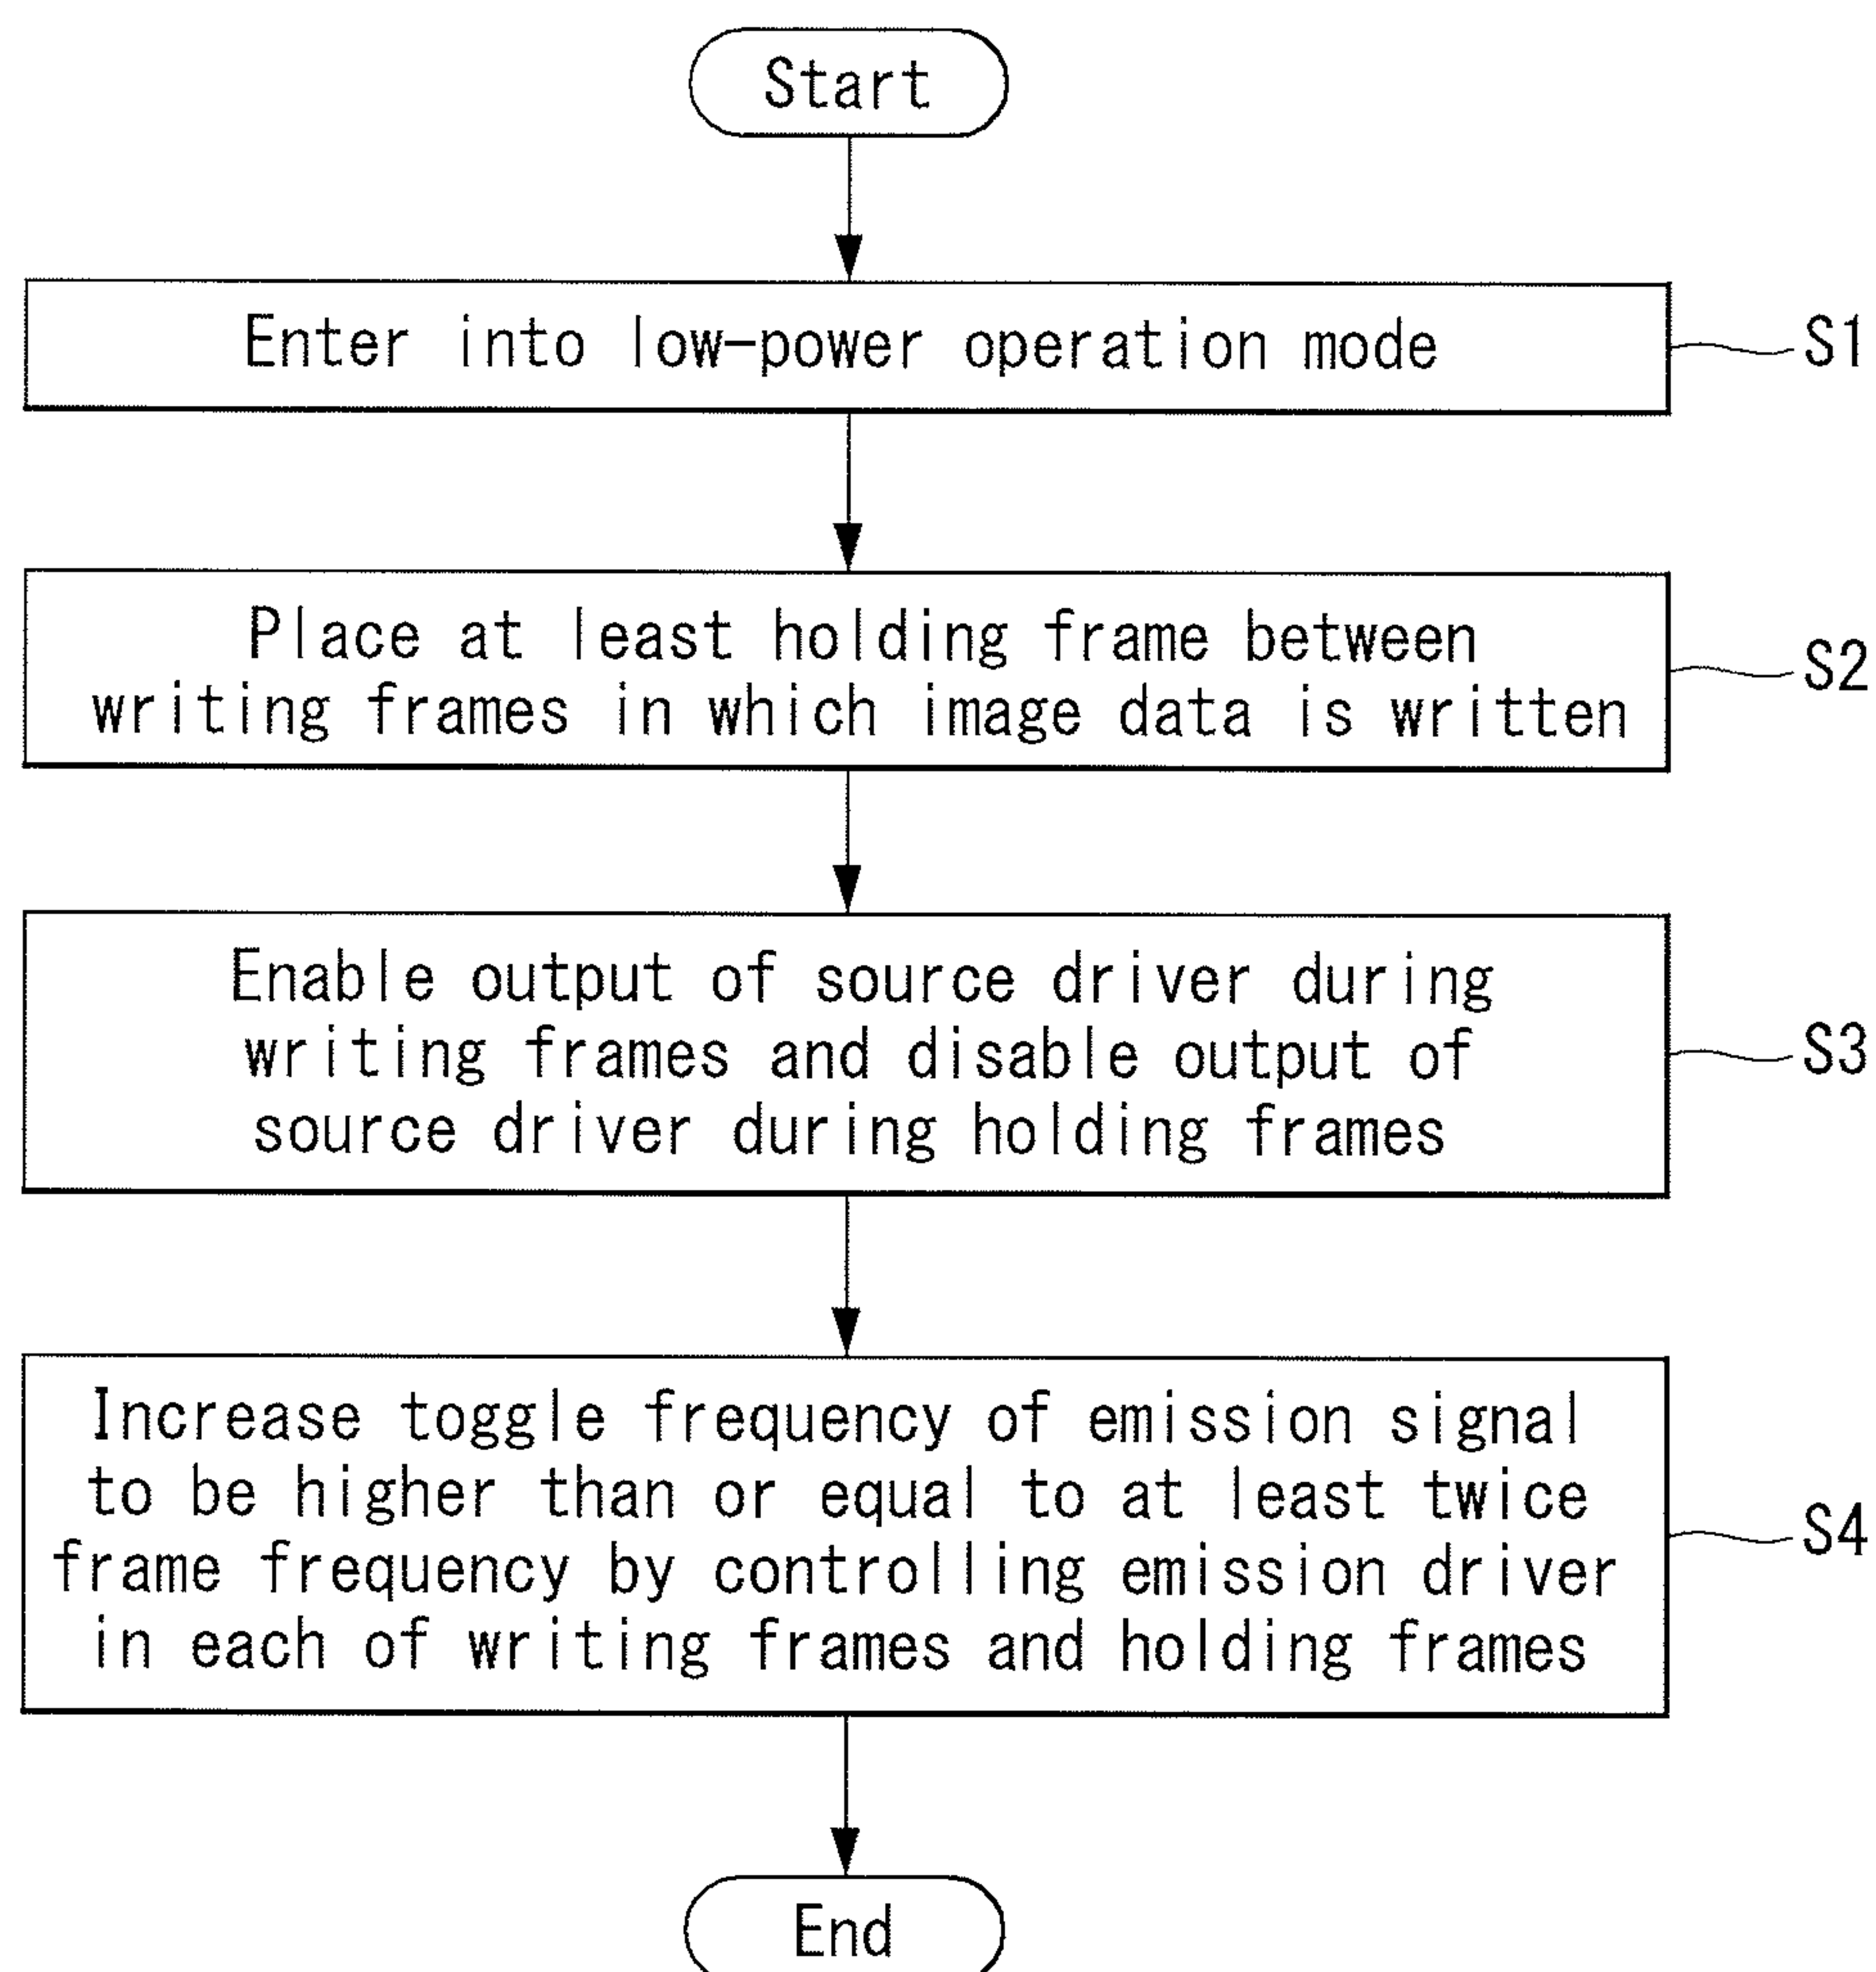 Start
Enter into low-power operation mode
S1
Place at least holding frame between
writing frames in which image data is written
S2
Enable output of source driver during
writing frames and disable output of
source driver during holding frames
S3
Increase toggle frequency of emission signal
to be higher than or equal to at least twice
frame frequency by controlling emission driver
in each of writing frames and holding frames
S4
End